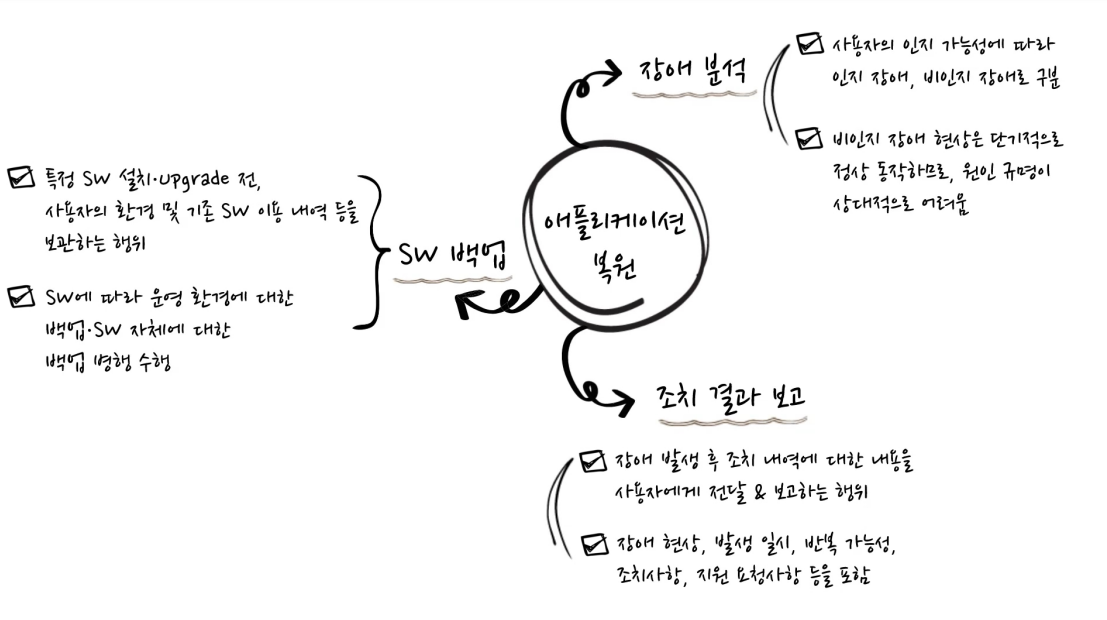 애플리케이션
복원
장애 분석
사용자의 인지 가능성에 따라
인지 장애, 비인지 장애로 구분
비인지 장애 현상은 단기적으로
정상 동작하므로, 원인 규명이
상대적으로 어려움
SW 백업
특정 SW 설치·upgrade 전,
사용자의 환경 및 기존 SW 이용 내역 등을
보관하는 행위
SW에 따라 운영 환경에 대한
백업·SW 자체에 대한
백업 병행 수행
조치 결과 보고
장애 발생 후 조치 내역에 대한 내용을
사용자에게 전달 & 보고하는 행위
장애 현상, 발생 일시, 반복 가능성,
조치사항, 지원 요청사항 등을 포함